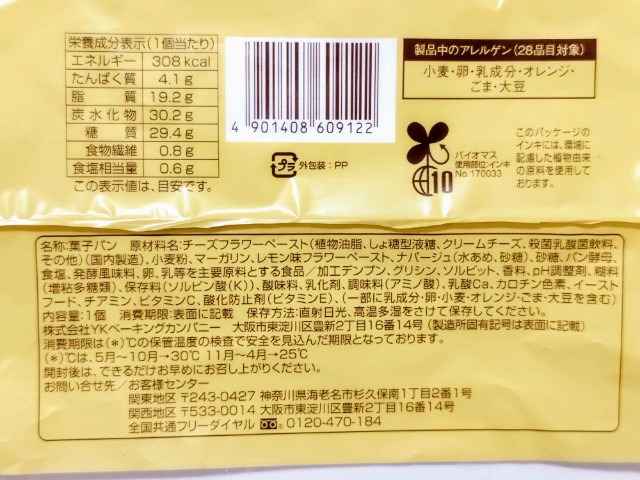 栄養成分表示(1個当たり)
エネルギー 308kcal
たんぱく質 4.1g
脂質 19.2g
炭水化物 30.2g
糖質 29.4g
食物繊維 0.8g
食塩相当量 0.6g
この表示値は、目安です。
4 901408 609122
プラ 外包装:PP
製品中のアレルゲン(28品目対象)
小麦・卵・乳成分・オレンジ・
ごま・大豆
10
バイオマス
使用部位:インキ
No.170033
このパッケージの
インキには、環境に
配慮した植物由来
の原料を使用して
おります。
名称:菓子パン 原材料名:チーズフラワーペースト(植物油脂、しょ糖型液糖、クリームチーズ、殺菌乳酸菌飲料、
その他)(国内製造)、小麦粉、マーガリン、レモン味フラワーペースト、ナパージュ(水あめ、砂糖)、砂糖、パン酵母、
食塩、発酵風味料、卵、乳等を主要原料とする食品/加工デンプン、グリシン、ソルビット、香料、pH調整剤、糊料
(増粘多糖類)、保存料(ソルビン酸(K))、酸味料、乳化剤、調味料(アミノ酸)、乳酸Ca、カロチン色素、イースト
フード、チアミン、ビタミンC、酸化防止剤(ビタミンE)、(一部に乳成分・卵・小麦・オレンジ・ごま・大豆を含む)
内容量:1個 消費期限:表面に記載 保存方法:直射日光、高温多湿をさけて保存してください。
株式会社YKベーキングカンパニー 大阪市東淀川区豊新2丁目16番14号(製造所固有記号は表面に記載)
消費期限は(*)℃の保管温度の検査で安全を見込んだ期限となっております。
(*)℃は、5月〜10月→30℃ 11月〜4月→25℃
開封後は、できるだけお早めにお召し上がりください。
お問い合せ先/お客様センター
関東地区 〒243-0427 神奈川県海老名市杉久保南1丁目2番1号
関西地区 〒533-0014 大阪市東淀川区豊新2丁目16番14号
全国共通フリーダイヤル 0120-470-184